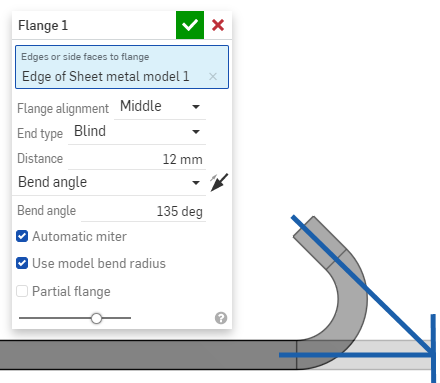 Flange 1
Edges or side faces to flange
Edge of Sheet metal model 1
Flange alignment Middle
End type Blind
Distance 12 mm
Bend angle
Bend angle 135 deg
Automatic miter
Use model bend radius
Partial flange